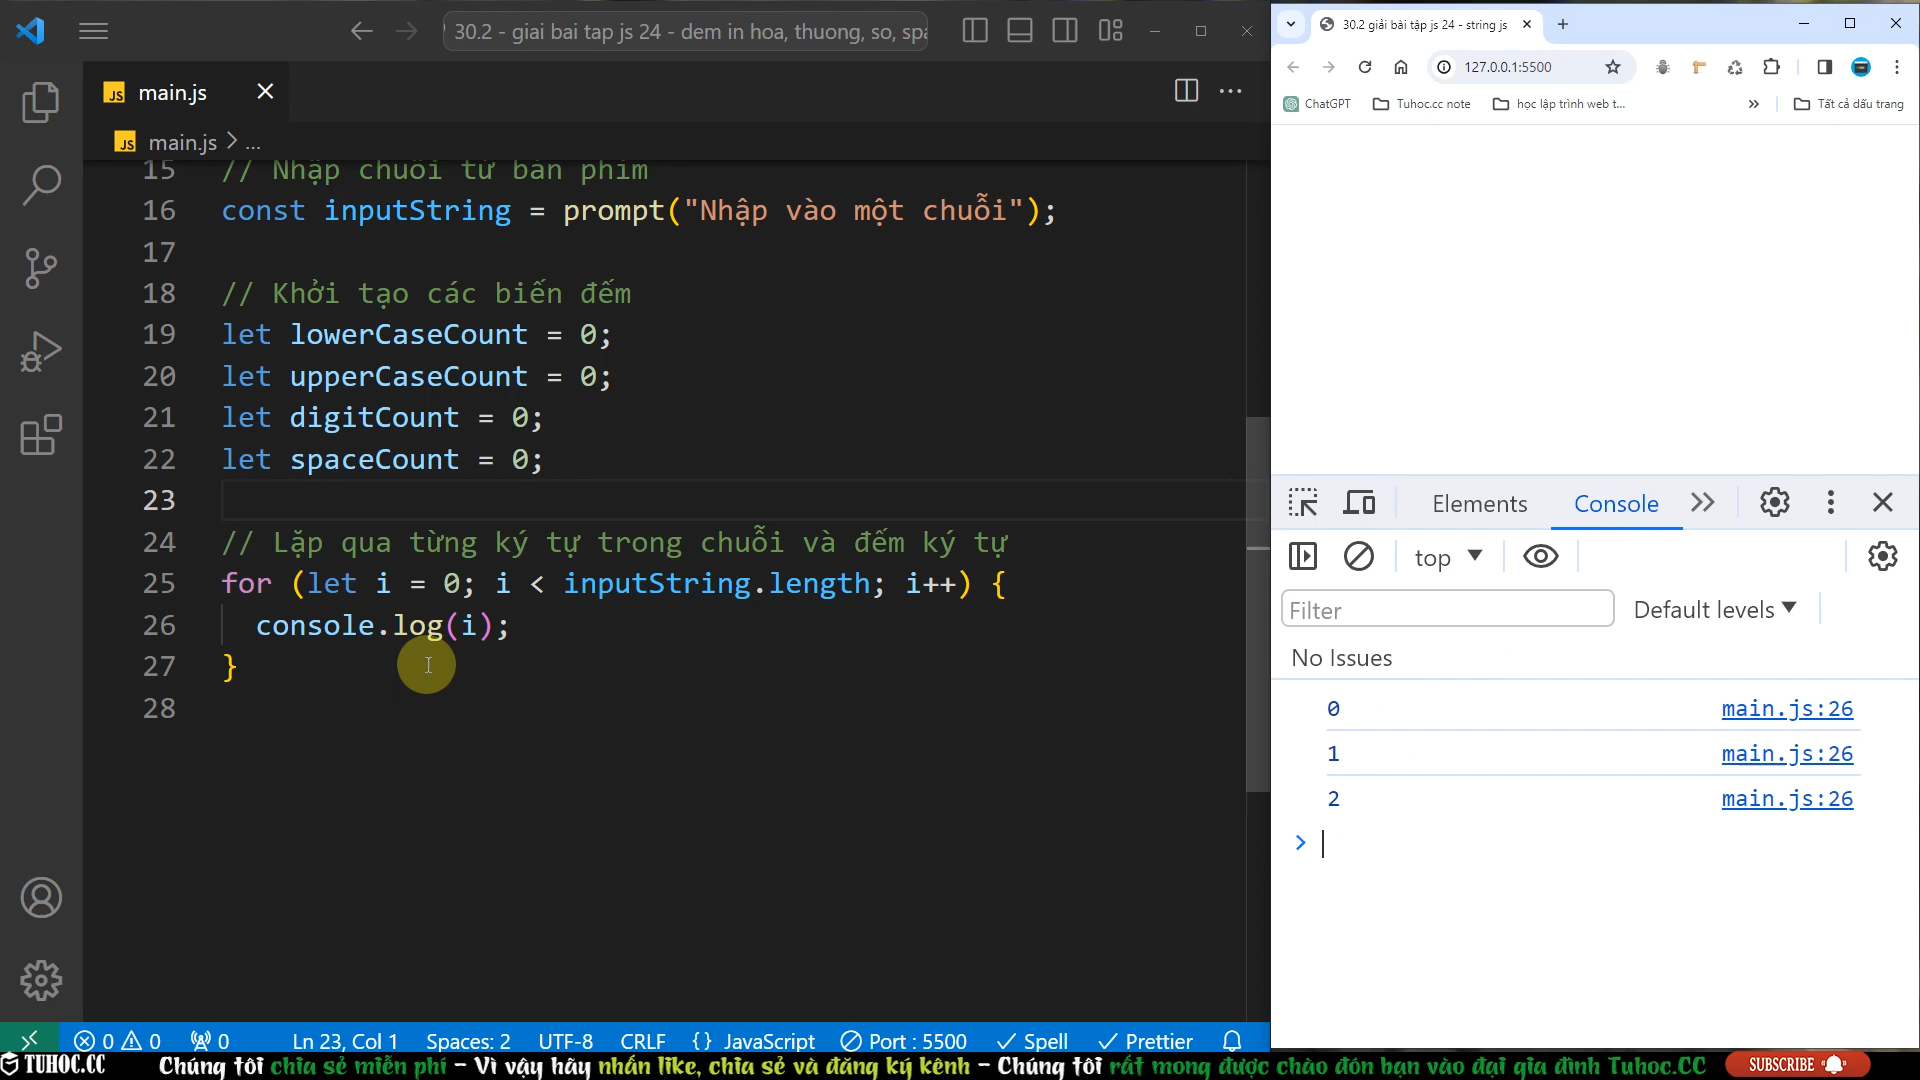 30.2 - giai bai tap js 24 - dem in hoa, thuong, so, spa
main.js
main.js > ...
15 // Nhập chuỗi từ bàn phím
16 const inputString = prompt("Nhập vào một chuỗi");
17
18 // Khởi tạo các biến đếm
19 let lowerCaseCount = 0;
20 let upperCaseCount = 0;
21 let digitCount = 0;
22 let spaceCount = 0;
23
24 // Lặp qua từng ký tự trong chuỗi và đếm ký tự
25 for (let i = 0; i < inputString.length; i++) {
26 console.log(i);
27 }
28
0 0 0 Ln 23, Col 1 Spaces: 2 UTF-8 CRLF {} JavaScript Port : 5500 Spell Prettier
30.2 giải bài tập js 24 - string js
127.0.0.1:5500
ChatGPT Tuhoc.cc note học lập trình web t... » Tất cả dấu trang
Elements Console
top
Filter Default levels
No Issues
0 main.js:26
1 main.js:26
2 main.js:26
>
TUHOC.CC Chúng tôi chia sẻ miễn phí - Vì vậy hãy nhấn like, chia sẻ và đăng ký kênh - Chúng tôi rất mong được chào đón bạn vào đại gia đình Tuhoc.CC SUBSCRIBE